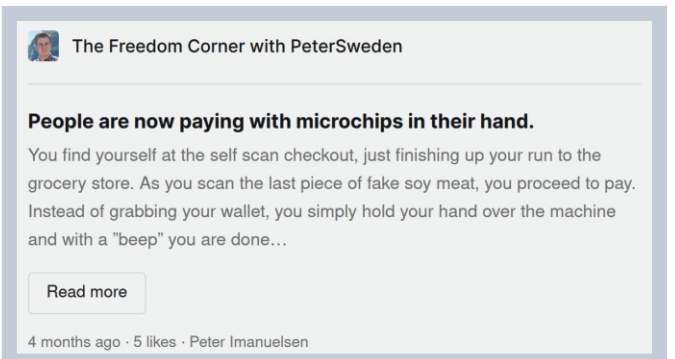 The Freedom Corner with PeterSweden
People are now paying with microchips in their hand.
You find yourself at the self scan checkout, just finishing up your run to the
grocery store. As you scan the last piece of fake soy meat, you proceed to pay.
Instead of grabbing your wallet, you simply hold your hand over the machine
and with a ”beep” you are done…
Read more
4 months ago · 5 likes · Peter Imanuelsen